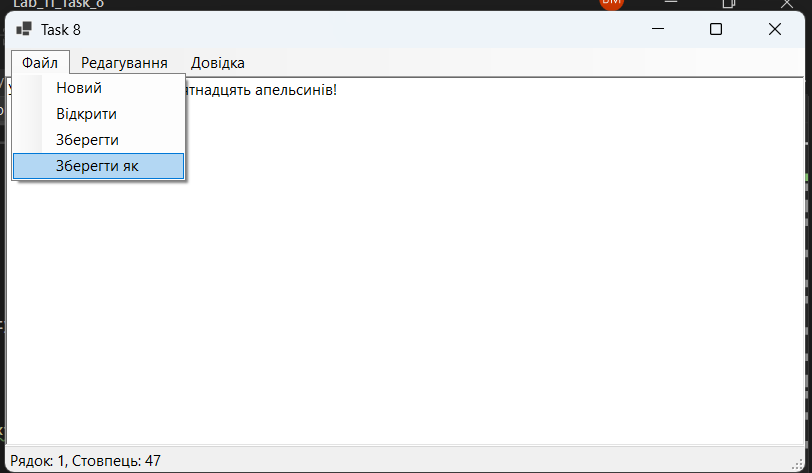 Lab_11_Task_8
Task 8
Файл Редагування Довідка
ятнадцять апельсинів!
Новий
Відкрити
Зберегти
Зберегти як
Рядок: 1, Стовпець: 47